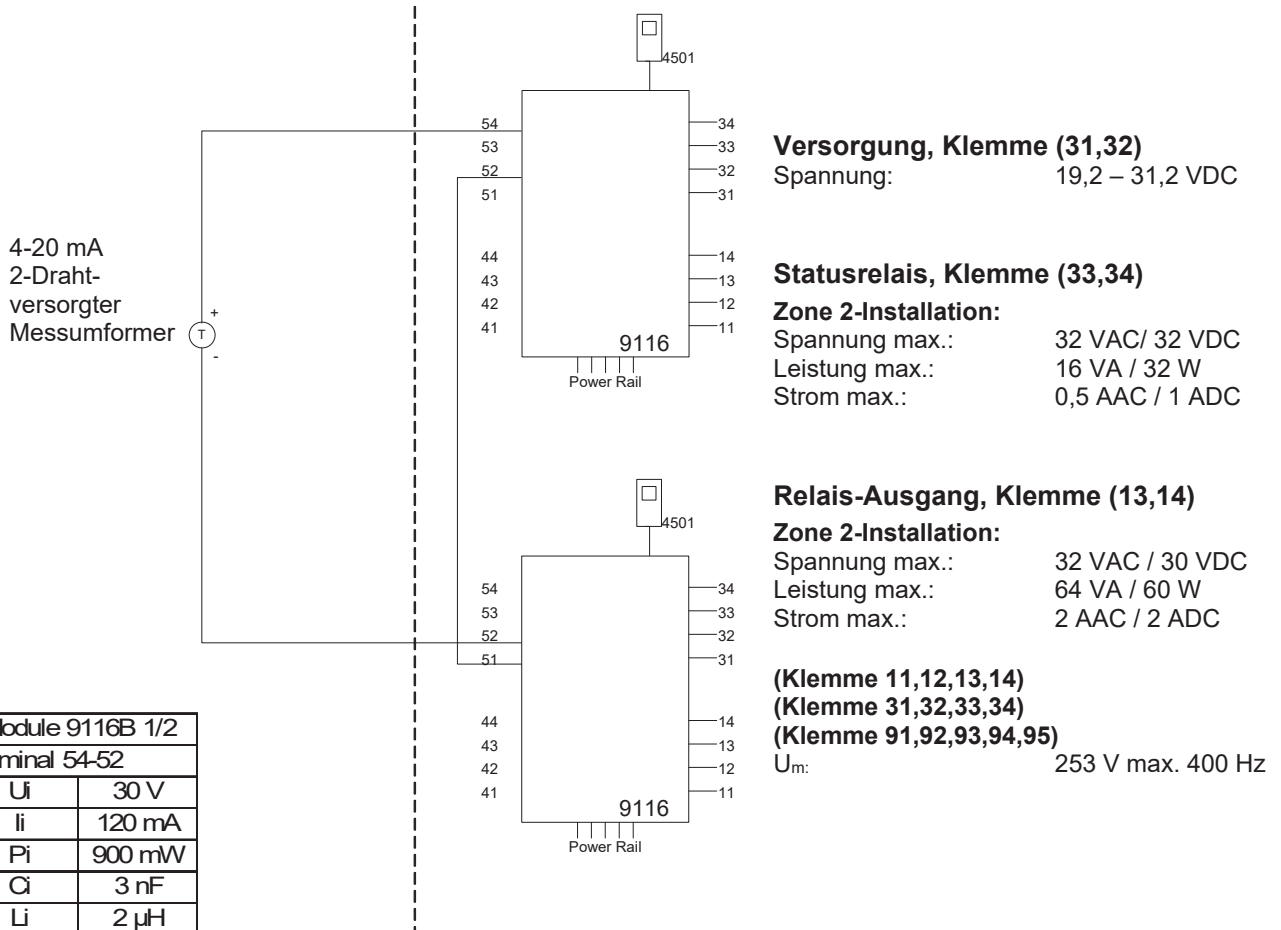 4501
54
53
52
51
44
43
42
41
34
33
32
31
14
13
12
11
9116
Power Rail
4-20 mA
2-Draht-
versorgter
Messumformer
+
T
-
4501
54
53
52
51
44
43
42
41
34
33
32
31
14
13
12
11
9116
Power Rail
Versorgung, Klemme (31,32)
Spannung: 19,2 – 31,2 VDC
Statusrelais, Klemme (33,34)
Zone 2-Installation:
Spannung max.: 32 VAC/ 32 VDC
Leistung max.: 16 VA / 32 W
Strom max.: 0,5 AAC / 1 ADC
Relais-Ausgang, Klemme (13,14)
Zone 2-Installation:
Spannung max.: 32 VAC / 30 VDC
Leistung max.: 64 VA / 60 W
Strom max.: 2 AAC / 2 ADC
(Klemme 11,12,13,14)
(Klemme 31,32,33,34)
(Klemme 91,92,93,94,95)
Um: 253 V max. 400 Hz
9116B 1/2
54-52
Ui 30 V
Ii 120 mA
Pi 900 mW
Ci 3 nF
Li 2 µH